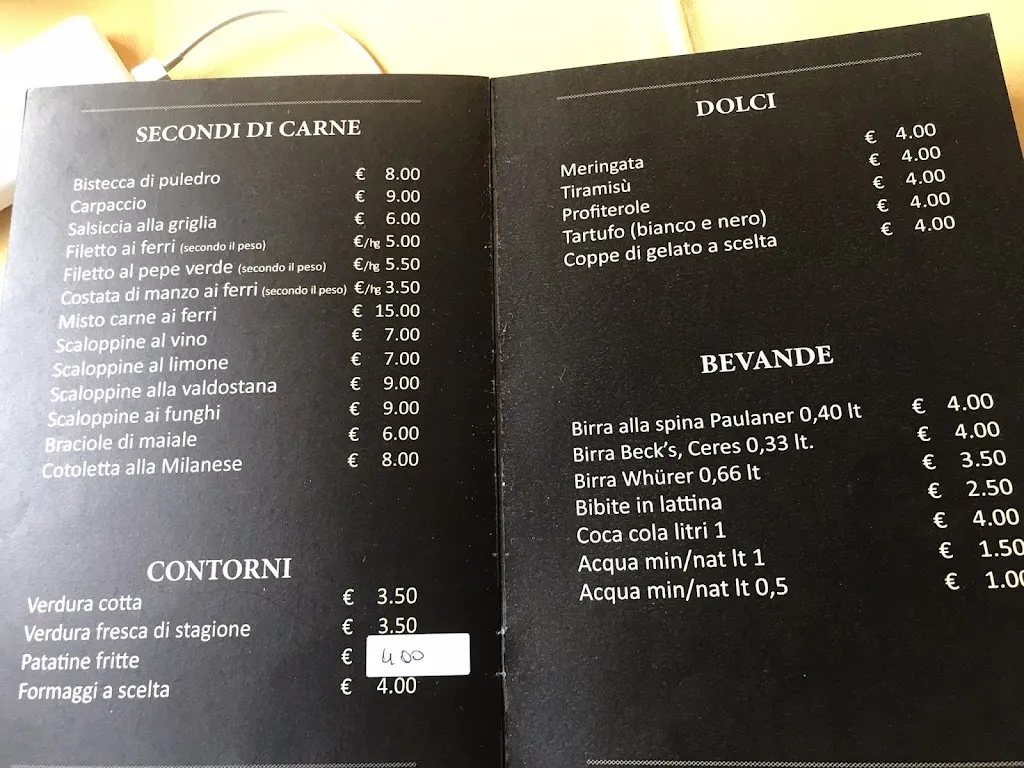 SECONDI DI CARNE
Bistecca di puledro € 8.00
Carpaccio € 9.00
Salsiccia alla griglia € 6.00
Filetto ai ferri (secondo il peso) €/hg 5.00
Filetto al pepe verde (secondo il peso) €/hg 5.50
Costata di manzo ai ferri (secondo il peso) €/hg 3.50
Misto carne ai ferri € 15.00
Scaloppine al vino € 7.00
Scaloppine al limone € 7.00
Scaloppine alla valdostana € 9.00
Scaloppine ai funghi € 9.00
Braciole di maiale € 6.00
Cotoletta alla Milanese € 8.00
CONTORNI
Verdura cotta € 3.50
Verdura fresca di stagione € 3.50
Patatine fritte € 4.00
Formaggi a scelta € 4.00
DOLCI
Meringata € 4.00
Tiramisù € 4.00
Profiterole € 4.00
Tartufo (bianco e nero) € 4.00
Coppe di gelato a scelta € 4.00
BEVANDE
Birra alla spina Paulaner 0,40 lt € 4.00
Birra Beck's, Ceres 0,33 lt. € 4.00
Birra Whürer 0,66 lt € 3.50
Bibite in lattina € 2.50
Coca cola litri 1 € 4.00
Acqua min/nat lt 1 € 1.50
Acqua min/nat lt 0,5 € 1.00